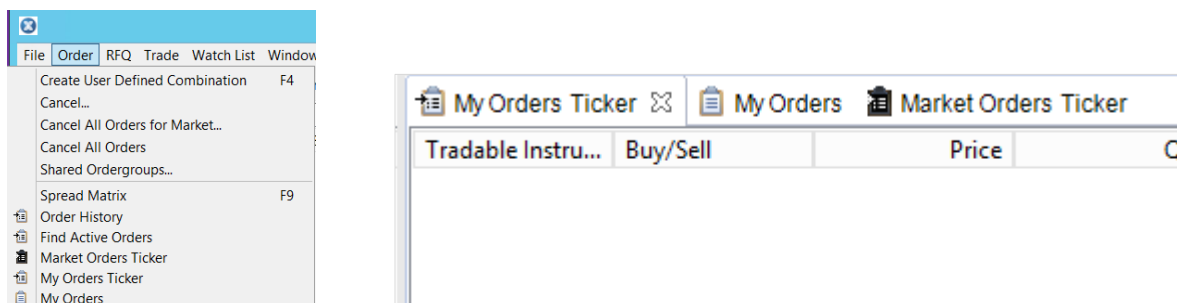 File Order RFQ Trade Watch List Window
Create User Defined Combination F4
Cancel...
Cancel All Orders for Market...
Cancel All Orders
Shared Ordergroups...
Spread Matrix F9
Order History
Find Active Orders
Market Orders Ticker
My Orders Ticker
My Orders
My Orders Ticker My Orders Market Orders Ticker
Tradable Instru... Buy/Sell Price